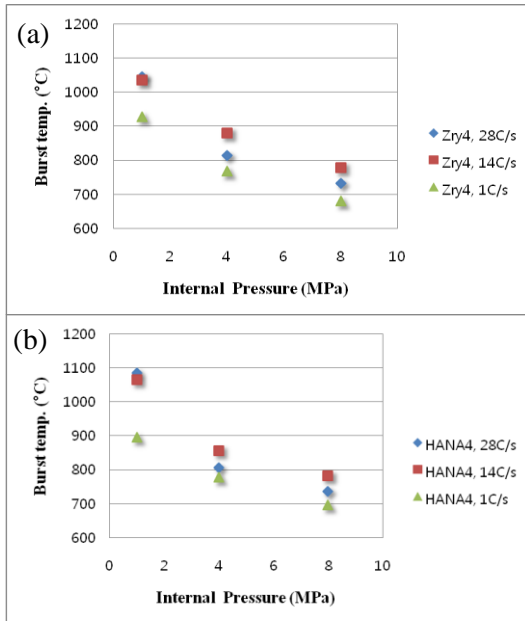 (a)
1200
1100
1000
900
800
700
600
Burst temp. (°C)
0 2 4 6 8 10
Internal Pressure (MPa)
Zry4, 28C/s
Zry4, 14C/s
Zry4, 1C/s
(b)
1200
1100
1000
900
800
700
600
Burst temp. (°C)
0 2 4 6 8 10
Internal Pressure (MPa)
HANA4, 28C/s
HANA4, 14C/s
HANA4, 1C/s